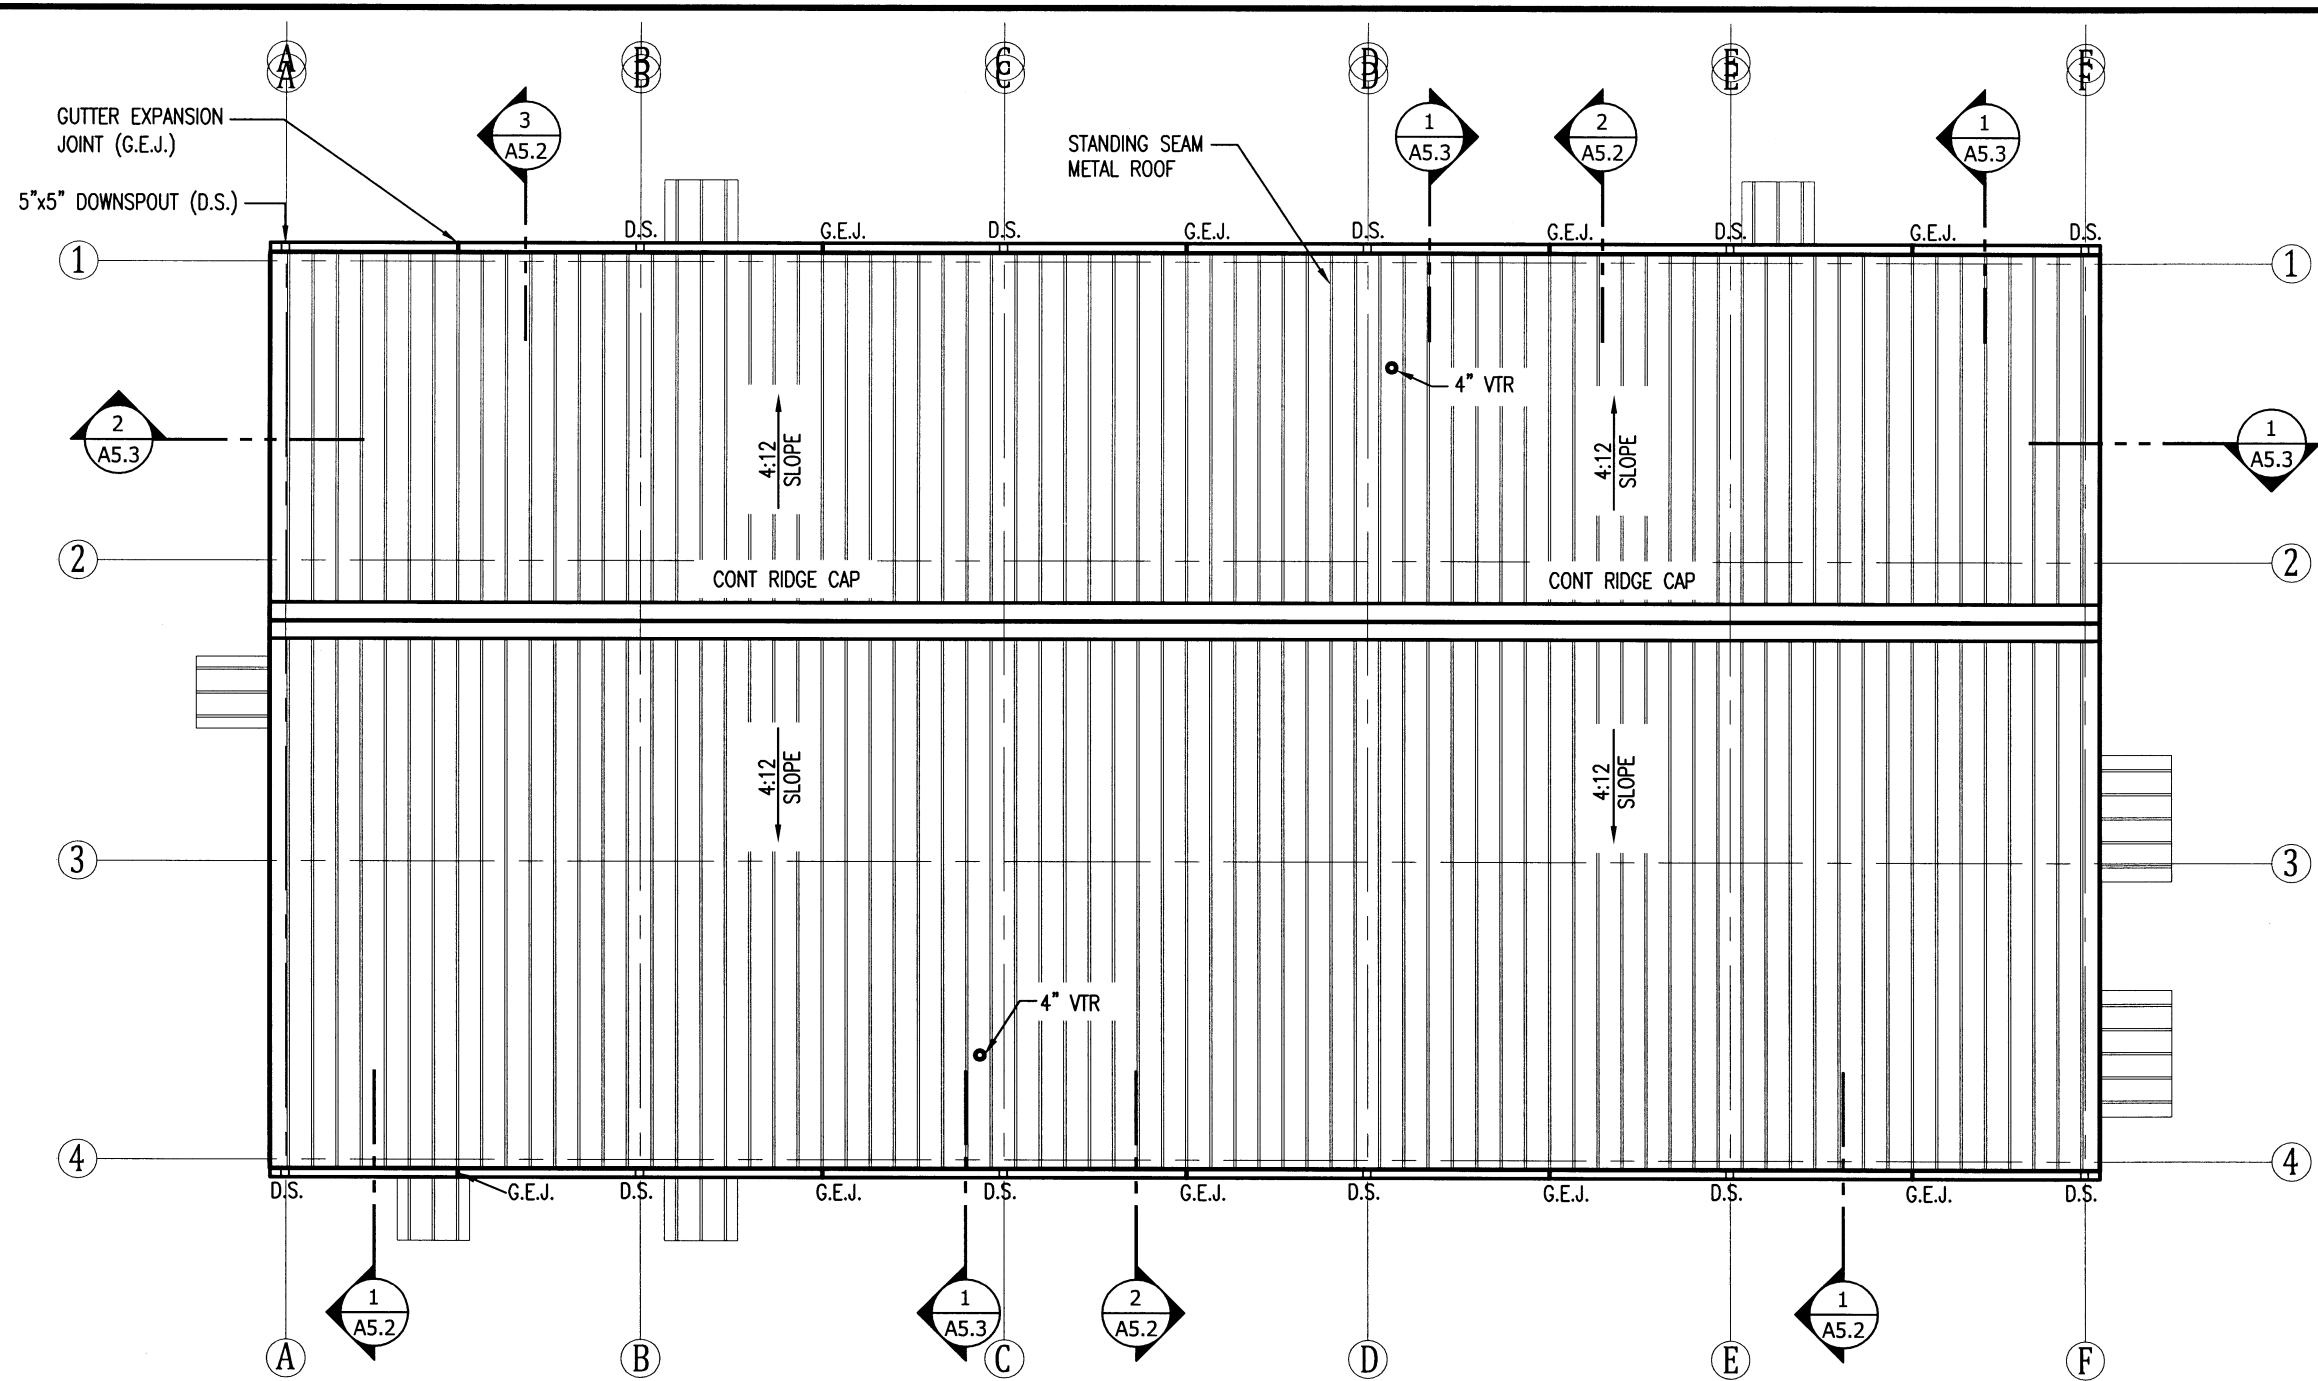 A B C D E F
A B C D E F
GUTTER EXPANSION
JOINT (G.E.J.)
3
A5.2
STANDING SEAM
METAL ROOF
1
A5.3
2
A5.2
1
A5.3
5"x5" DOWNSPOUT (D.S.)
D.S. G.E.J. D.S. G.E.J. D.S. G.E.J. D.S. G.E.J. D.S.
1 1
4" VTR
2
A5.3
4:12
SLOPE
4:12
SLOPE
1
A5.3
2 2
CONT RIDGE CAP CONT RIDGE CAP
4:12
SLOPE
4:12
SLOPE
3 3
4" VTR
4 4
D.S. G.E.J. D.S. G.E.J. D.S. G.E.J. D.S. G.E.J. D.S. G.E.J. D.S.
1
A5.2
1
A5.3
2
A5.2
1
A5.2
A B C D E F